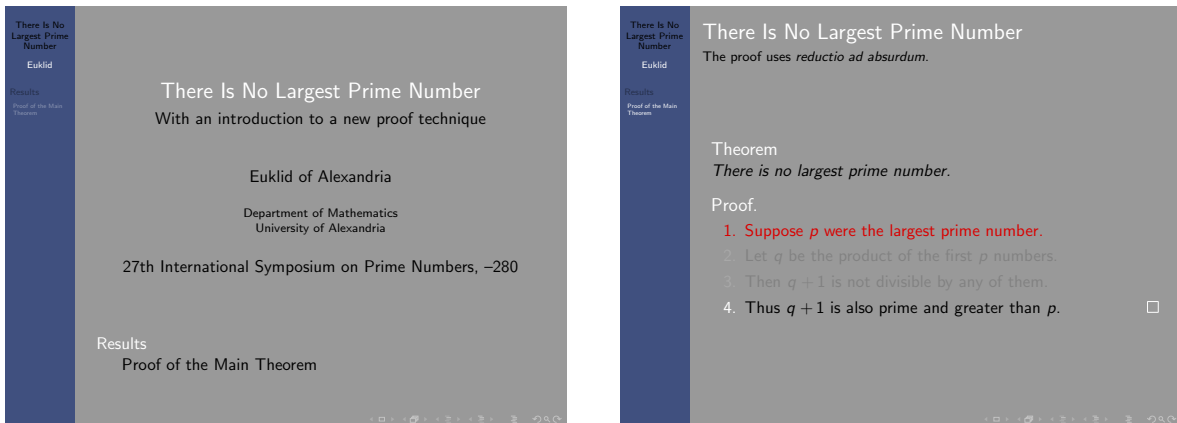 There Is No
Largest Prime
Number
Euklid
Results
Proof of the Main
Theorem
There Is No Largest Prime Number
With an introduction to a new proof technique
Euklid of Alexandria
Department of Mathematics
University of Alexandria
27th International Symposium on Prime Numbers, –280
Results
Proof of the Main Theorem
There Is No
Largest Prime
Number
Euklid
Results
Proof of the Main
Theorem
There Is No Largest Prime Number
The proof uses reductio ad absurdum.
Theorem
There is no largest prime number.
Proof.
1. Suppose p were the largest prime number.
2. Let q be the product of the first p numbers.
3. Then q + 1 is not divisible by any of them.
4. Thus q + 1 is also prime and greater than p. □